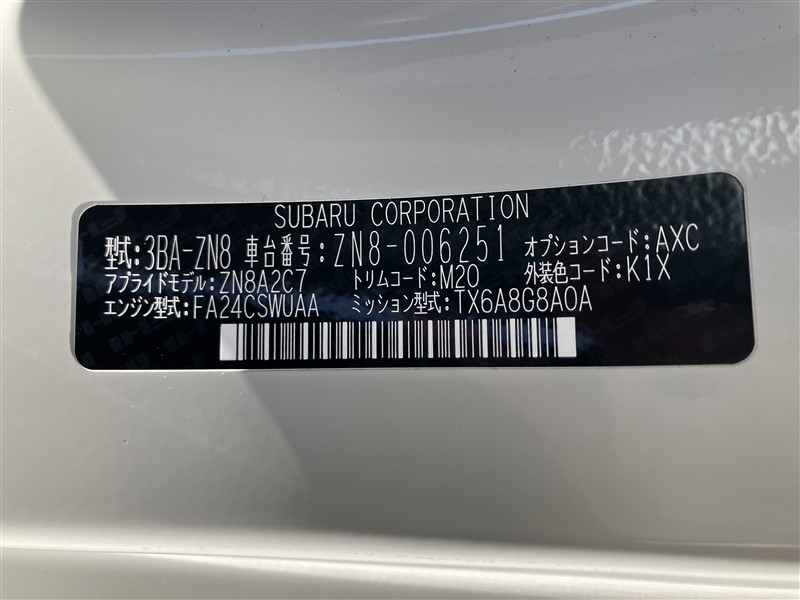 SUBARU CORPORATION
型式:3BA-ZN8 車台番号:ZN8-006251 オプションコード:AXC
アプライドモデル:ZN8A2C7 トリムコード:M20 外装色コード:K1X
エンジン型式:FA24CSWUAA ミッション型式:TX6A8G8A0A